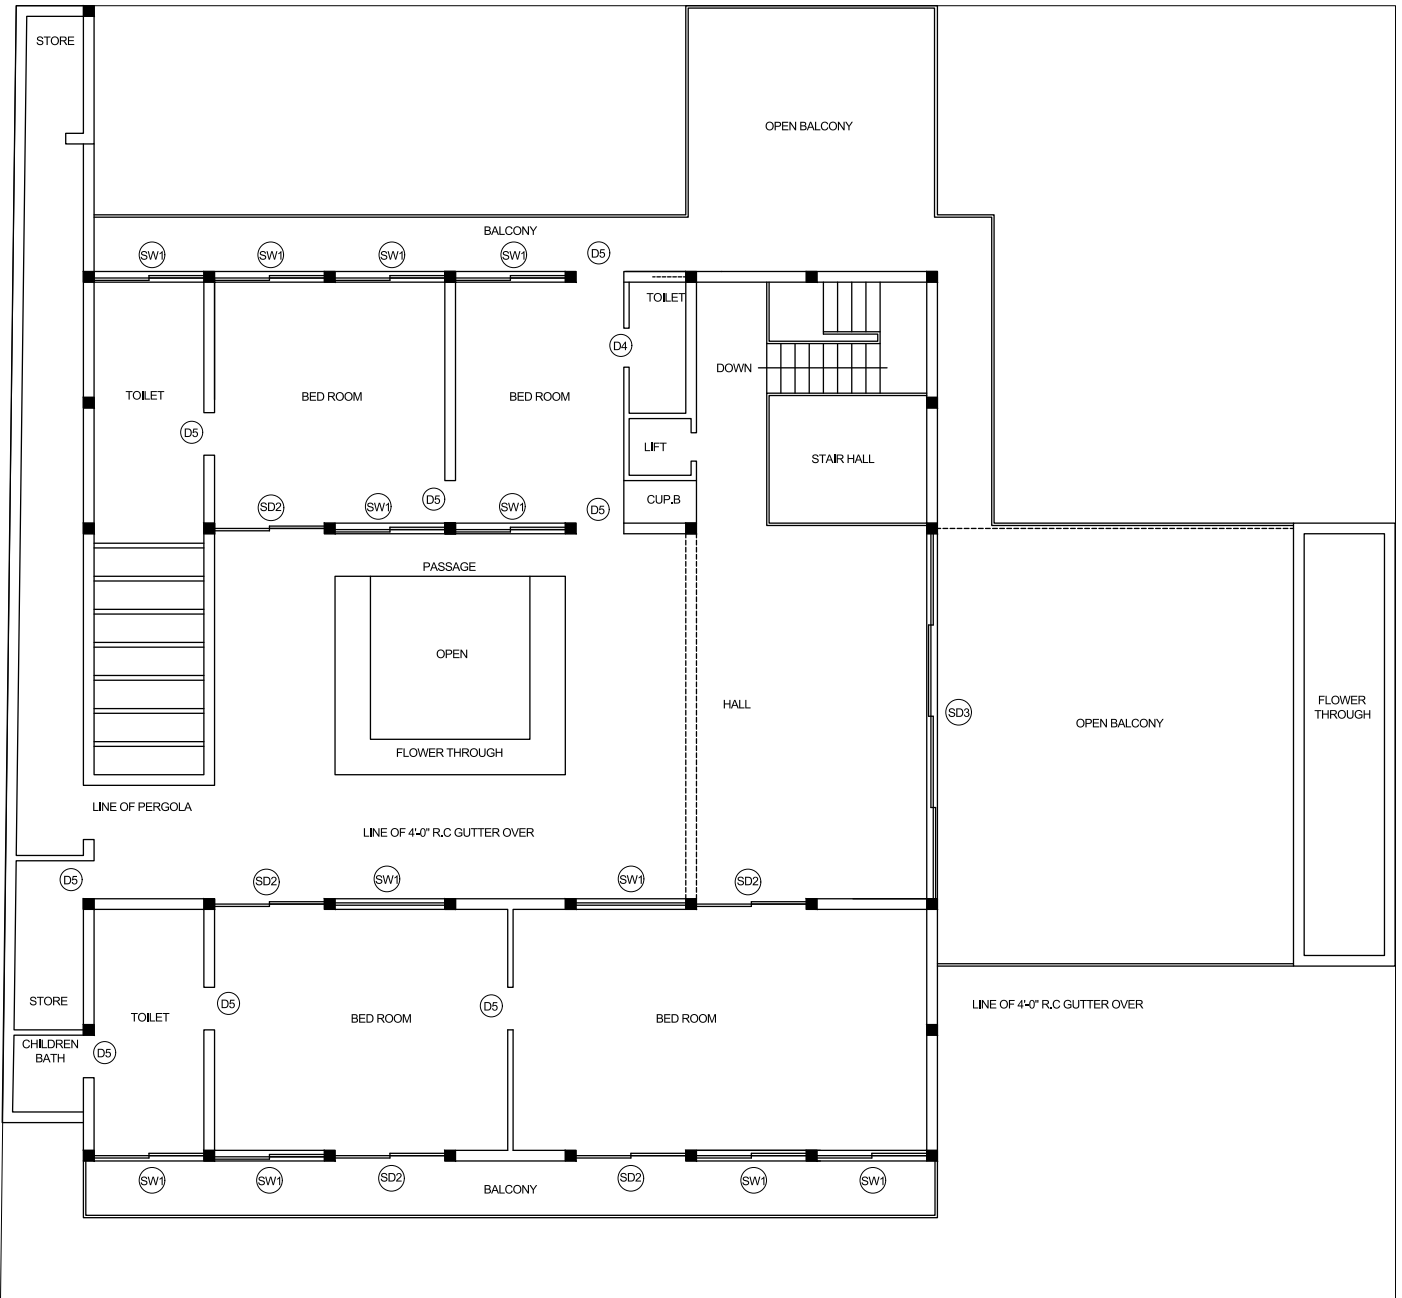 STORE
OPEN BALCONY
BALCONY
SW1
SW1
SW1
SW1
D5
TOILET
D4
DOWN
TOILET
BED ROOM
BED ROOM
D5
LIFT
STAIR HALL
CUP.B
SD2
SW1
D5
SW1
D5
PASSAGE
OPEN
FLOWER THROUGH
HALL
SD3
OPEN BALCONY
FLOWER
THROUGH
LINE OF PERGOLA
LINE OF 4'-0" R.C GUTTER OVER
D5
SD2
SW1
SW1
SD2
STORE
TOILET
D5
BED ROOM
D5
BED ROOM
LINE OF 4'-0" R.C GUTTER OVER
CHILDREN
BATH
D5
SW1
SW1
SD2
BALCONY
SD2
SW1
SW1